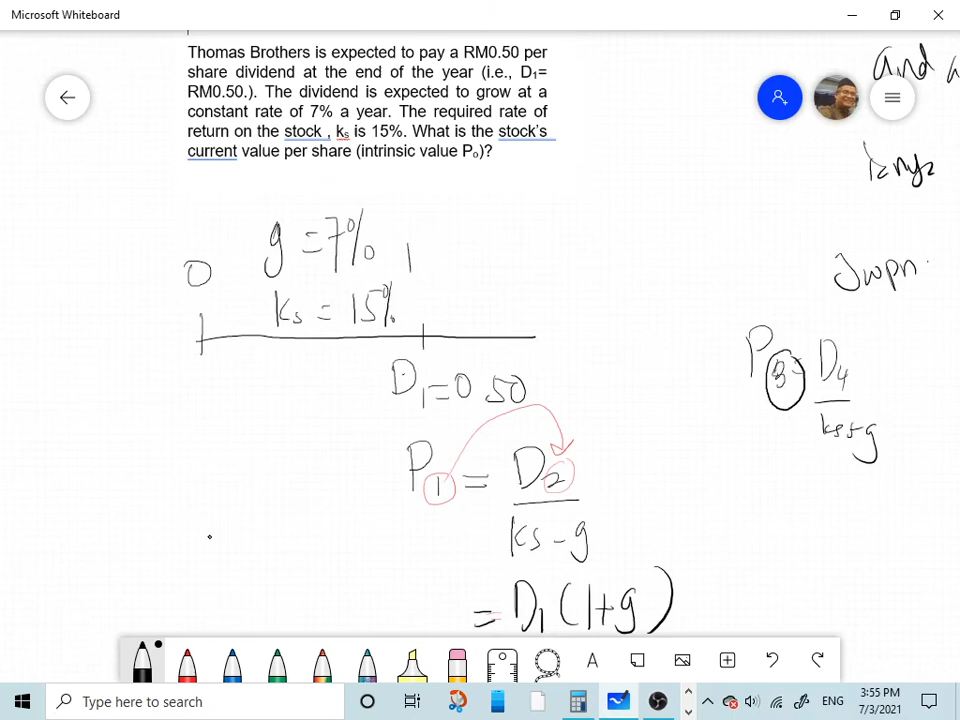 Microsoft Whiteboard
Thomas Brothers is expected to pay a RM0.50 per
share dividend at the end of the year (i.e., D₁=
RM0.50.). The dividend is expected to grow at a
constant rate of 7% a year. The required rate of
return on the stock , kₛ is 15%. What is the stock's
current value per share (intrinsic value Pₒ)?
and
g = 7%
0 1
ks = 15%
D₁=0 50
P₁ = D₂
ks - g
= D₁ (1+g)
P₃ = D₄
A
Type here to search
ENG
3:55 PM
7/3/2021